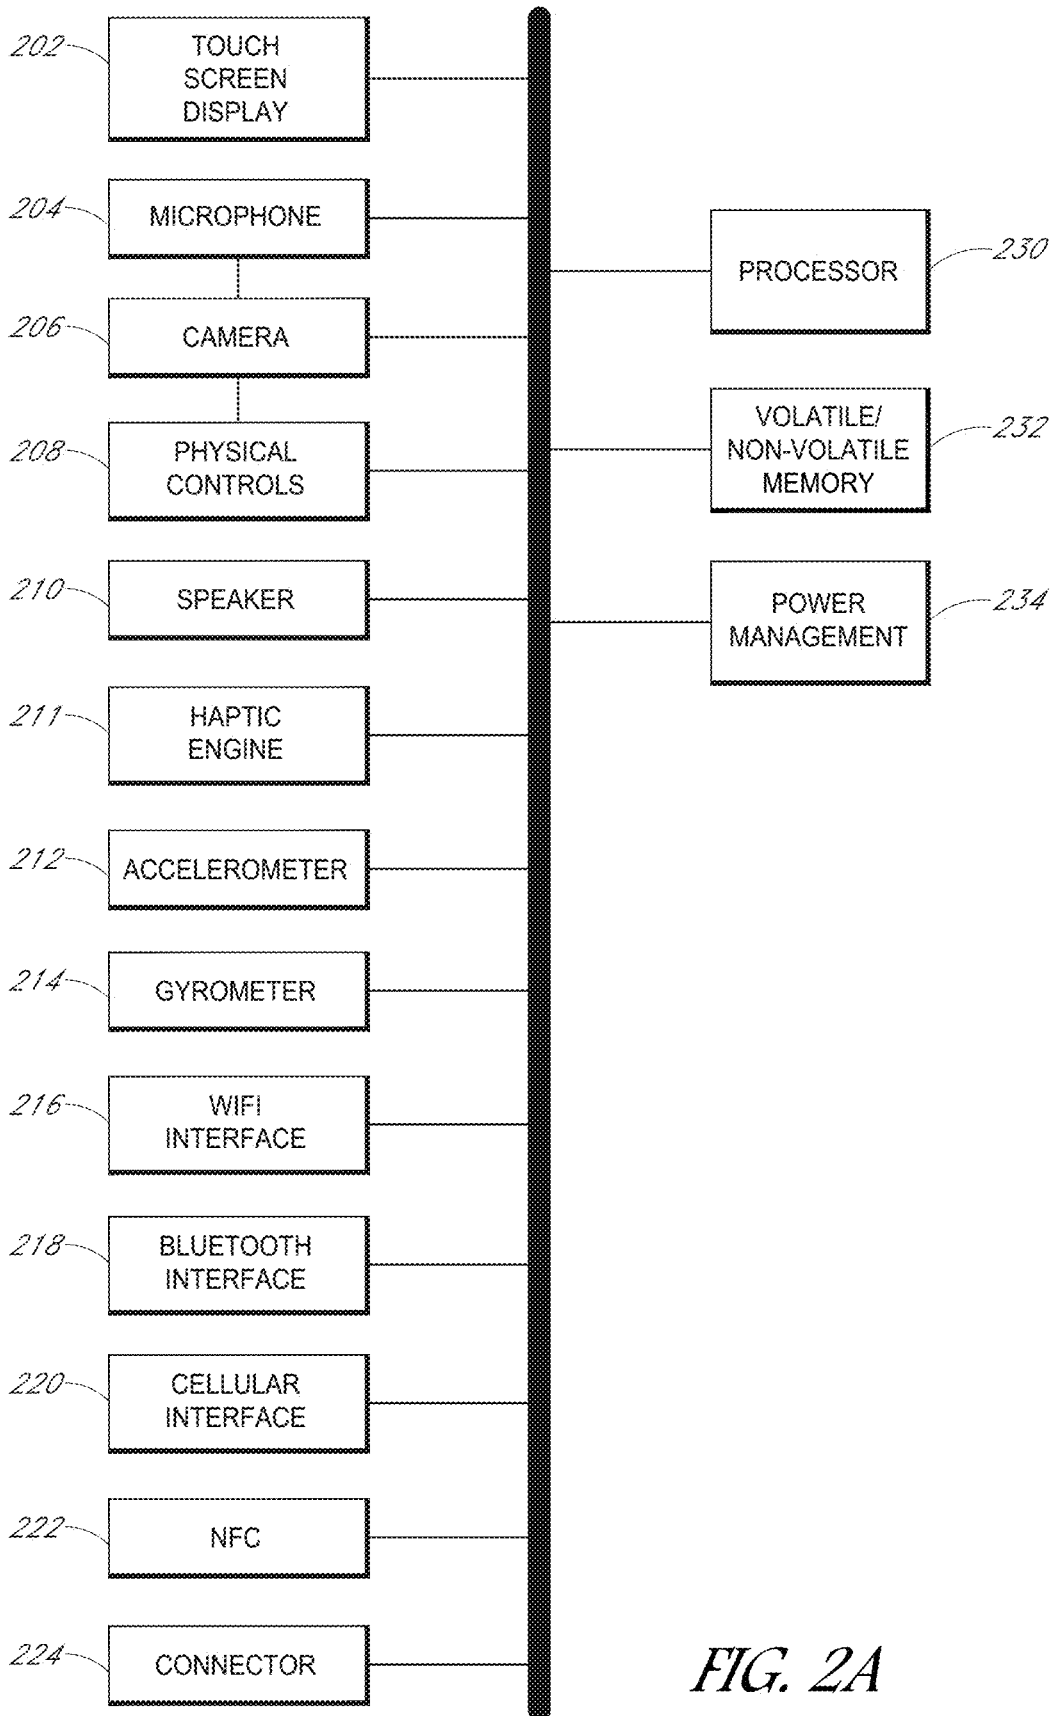 202
TOUCH
SCREEN
DISPLAY
204
MICROPHONE
206
CAMERA
208
PHYSICAL
CONTROLS
210
SPEAKER
211
HAPTIC
ENGINE
212
ACCELEROMETER
214
GYROMETER
216
WIFI
INTERFACE
218
BLUETOOTH
INTERFACE
220
CELLULAR
INTERFACE
222
NFC
224
CONNECTOR
PROCESSOR
230
VOLATILE/
NON-VOLATILE
MEMORY
232
POWER
MANAGEMENT
234
FIG. 2A